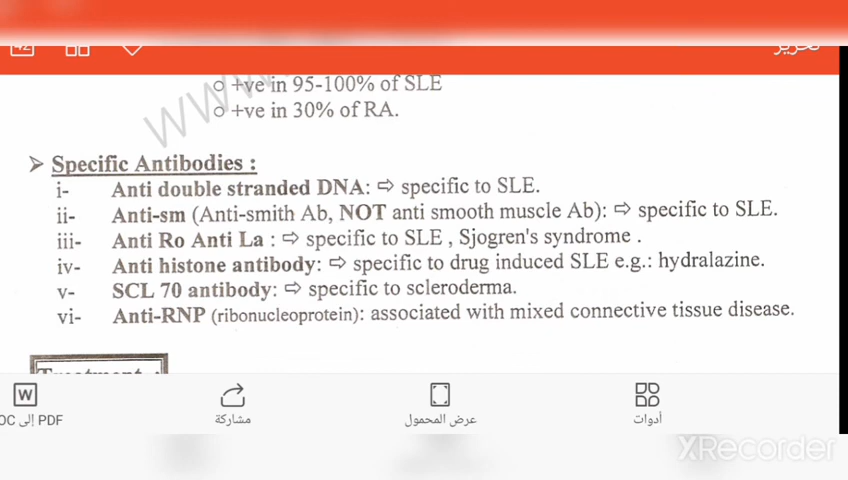 تحرير
www.
o +ve in 95-100% of SLE
o +ve in 30% of RA.
➢ Specific Antibodies :
i- Anti double stranded DNA: ⇨ specific to SLE.
ii- Anti-sm (Anti-smith Ab, NOT anti smooth muscle Ab): ⇨ specific to SLE.
iii- Anti Ro Anti La : ⇨ specific to SLE , Sjogren's syndrome .
iv- Anti histone antibody: ⇨ specific to drug induced SLE e.g.: hydralazine.
v- SCL 70 antibody: ⇨ specific to scleroderma.
vi- Anti-RNP (ribonucleoprotein): associated with mixed connective tissue disease.
Treatment :
W
PDF إلى OC
مشاركة
عرض المحمول
أدوات
XRecorder